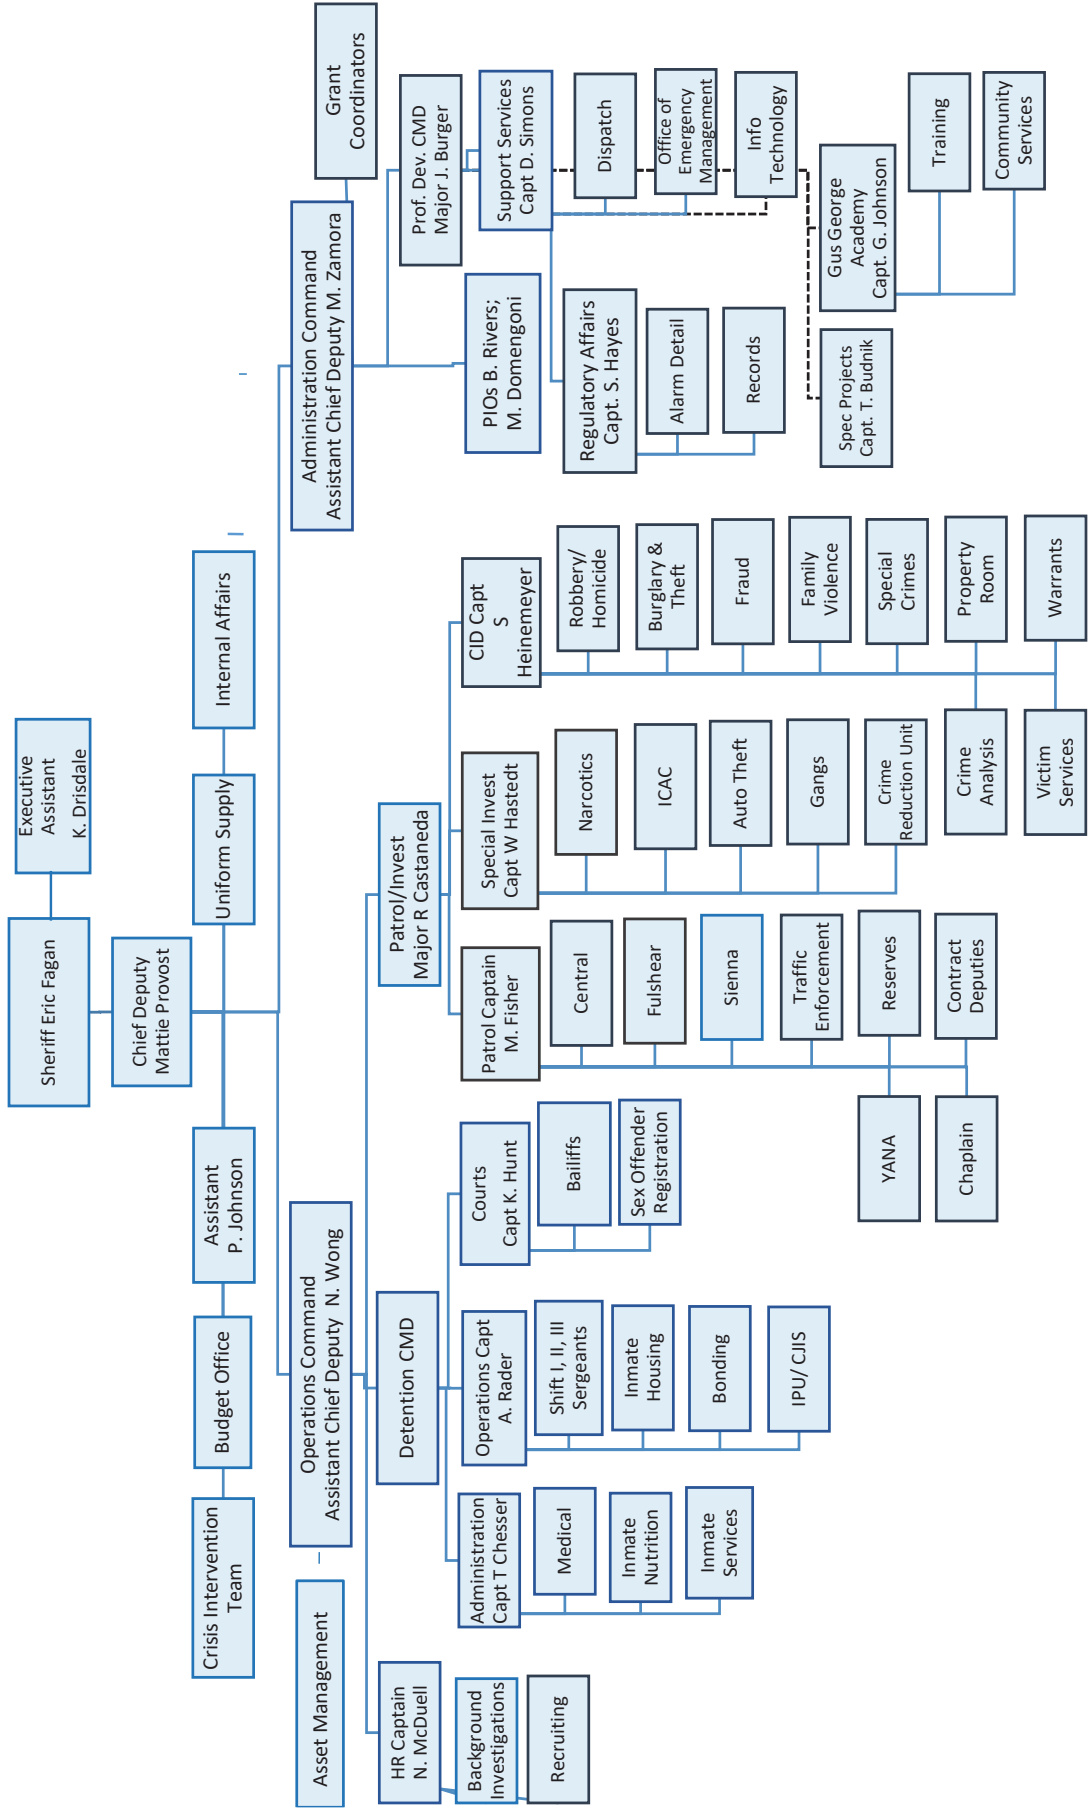 Sheriff Eric Fagan
Executive
Assistant
K. Drisdale
Chief Deputy
Mattie Provost
Crisis Intervention
Team
Budget Office
Assistant
P. Johnson
Uniform Supply
Internal Affairs
Asset Management
Operations Command
Assistant Chief Deputy  N. Wong
Administration Command
Assistant Chief Deputy M. Zamora
Grant
Coordinators
HR Captain
N. McDuell
Background
Investigations
Recruiting
Detention CMD
Administration
Capt T Chesser
Medical
Inmate
Nutrition
Inmate
Services
Operations Capt
A. Rader
Shift I, II, III
Sergeants
Inmate
Housing
Bonding
IPU/ CJIS
Courts
Capt K. Hunt
Bailiffs
Sex Offender
Registration
Patrol/Invest
Major R Castaneda
Patrol Captain
M. Fisher
Central
Fulshear
Sienna
Traffic
Enforcement
Reserves
YANA
Contract
Deputies
Chaplain
Special Invest
Capt W Hastedt
Narcotics
ICAC
Auto Theft
Gangs
Crime
Reduction Unit
CID Capt
S
Heinemeyer
Robbery/
Homicide
Burglary &
Theft
Fraud
Family
Violence
Special
Crimes
Crime
Analysis
Property
Room
Victim
Services
Warrants
PIOs B. Rivers;
M. Domengoni
Prof. Dev. CMD
Major J. Burger
Support Services
Capt D. Simons
Dispatch
Office of
Emergency
Management
Info
Technology
Regulatory Affairs
Capt. S. Hayes
Alarm Detail
Records
Spec Projects
Capt. T. Budnik
Gus George
Academy
Capt. G. Johnson
Training
Community
Services